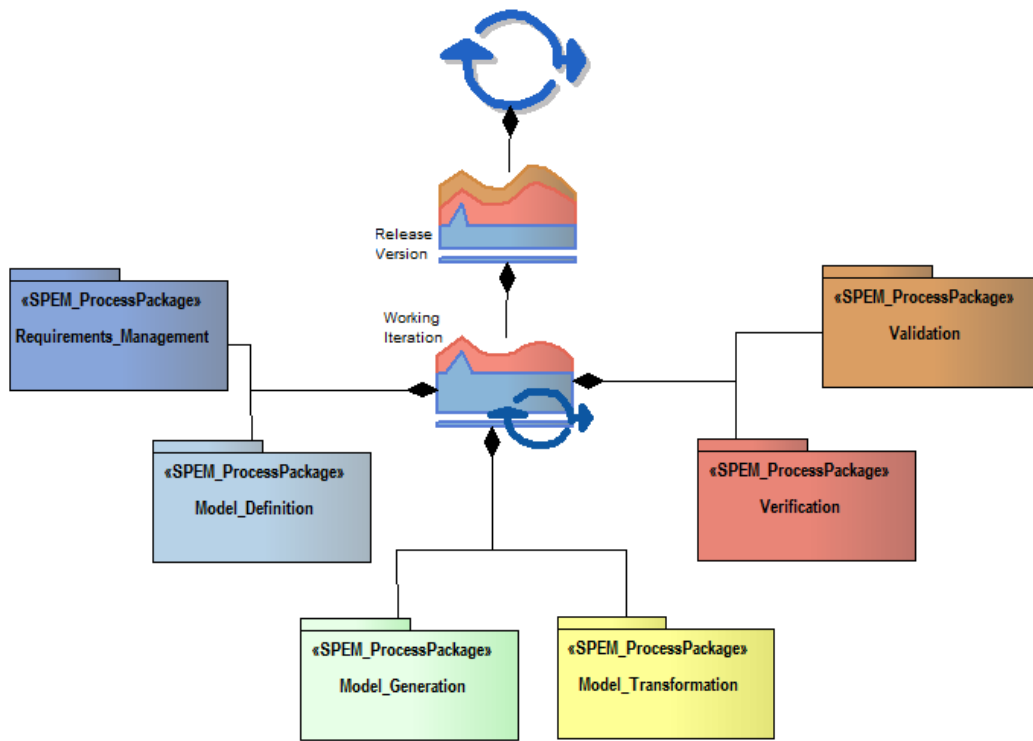 Release
Version
Working
Iteration
«SPEM_ProcessPackage»
Requirements_Management
«SPEM_ProcessPackage»
Validation
«SPEM_ProcessPackage»
Model_Definition
«SPEM_ProcessPackage»
Verification
«SPEM_ProcessPackage»
Model_Generation
«SPEM_ProcessPackage»
Model_Transformation